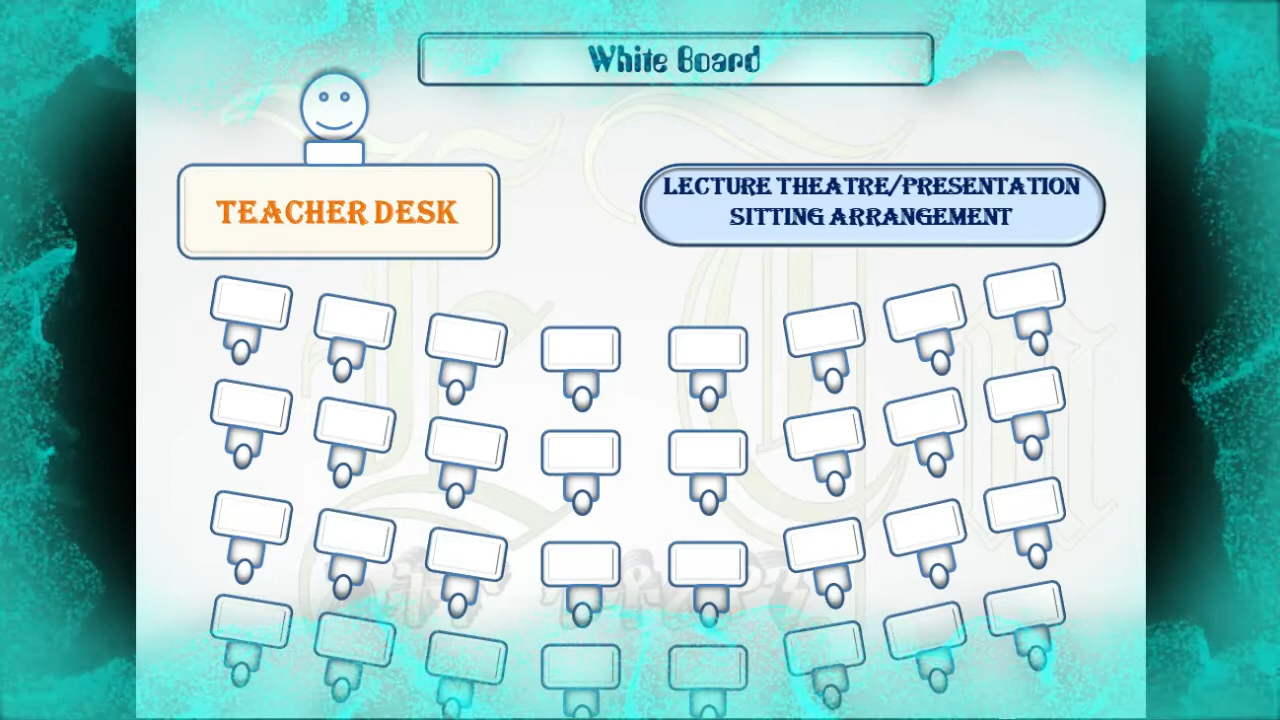 White Board
TEACHER DESK
LECTURE THEATRE/PRESENTATION
SITTING ARRANGEMENT